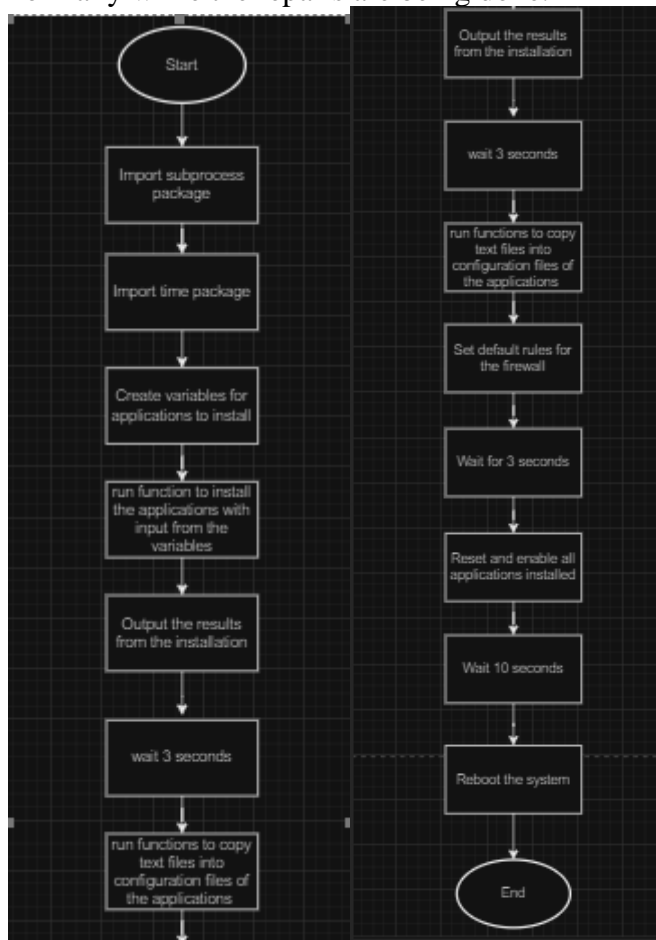 Start
Import subprocess
package
Import time package
Create variables for
applications to install
run function to install
the applications with
input from the
variables
Output the results
from the installation
wait 3 seconds
run functions to copy
text files into
configuration files of
the applications
Output the results
from the installation
wait 3 seconds
run functions to copy
text files into
configuration files of
the applications
Set default rules for
the firewall
Wait for 3 seconds
Reset and enable all
applications installed
Wait 10 seconds
Reboot the system
End